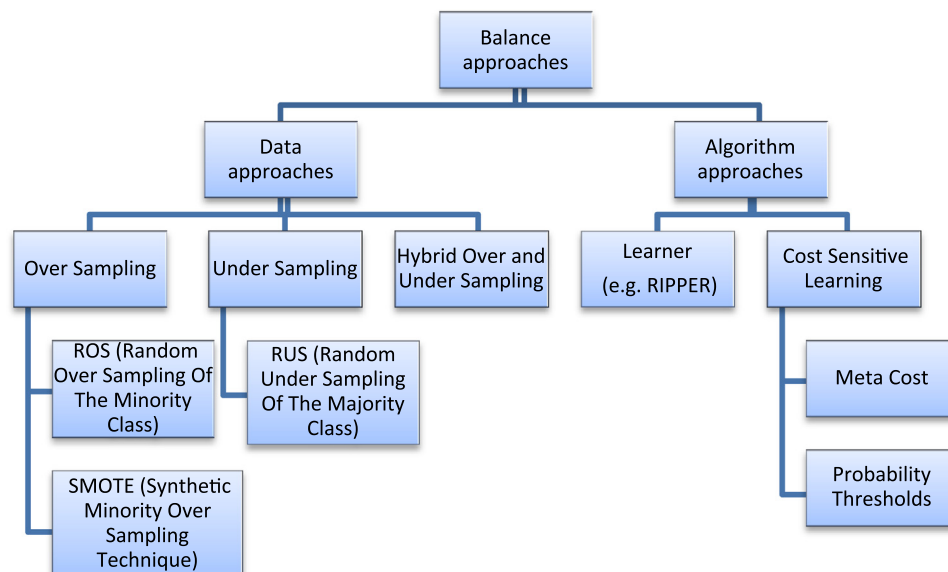 Balance
approaches
Data
approaches
Algorithm
approaches
Over Sampling
Under Sampling
Hybrid Over and
Under Sampling
Learner
(e.g. RIPPER)
Cost Sensitive
Learning
ROS (Random
Over Sampling Of
The Minority
Class)
RUS (Random
Under Sampling
Of The Majority
Class)
Meta Cost
SMOTE (Synthetic
Minority Over
Sampling
Technique)
Probability
Thresholds